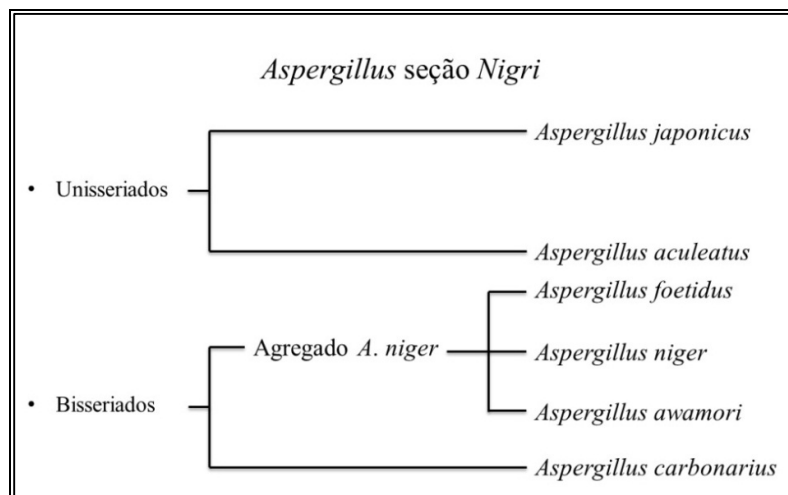 Aspergillus seção Nigri
Aspergillus japonicus
• Unisseriados
Aspergillus aculeatus
Aspergillus foetidus
Agregado A. niger
Aspergillus niger
• Bisseriados
Aspergillus awamori
Aspergillus carbonarius